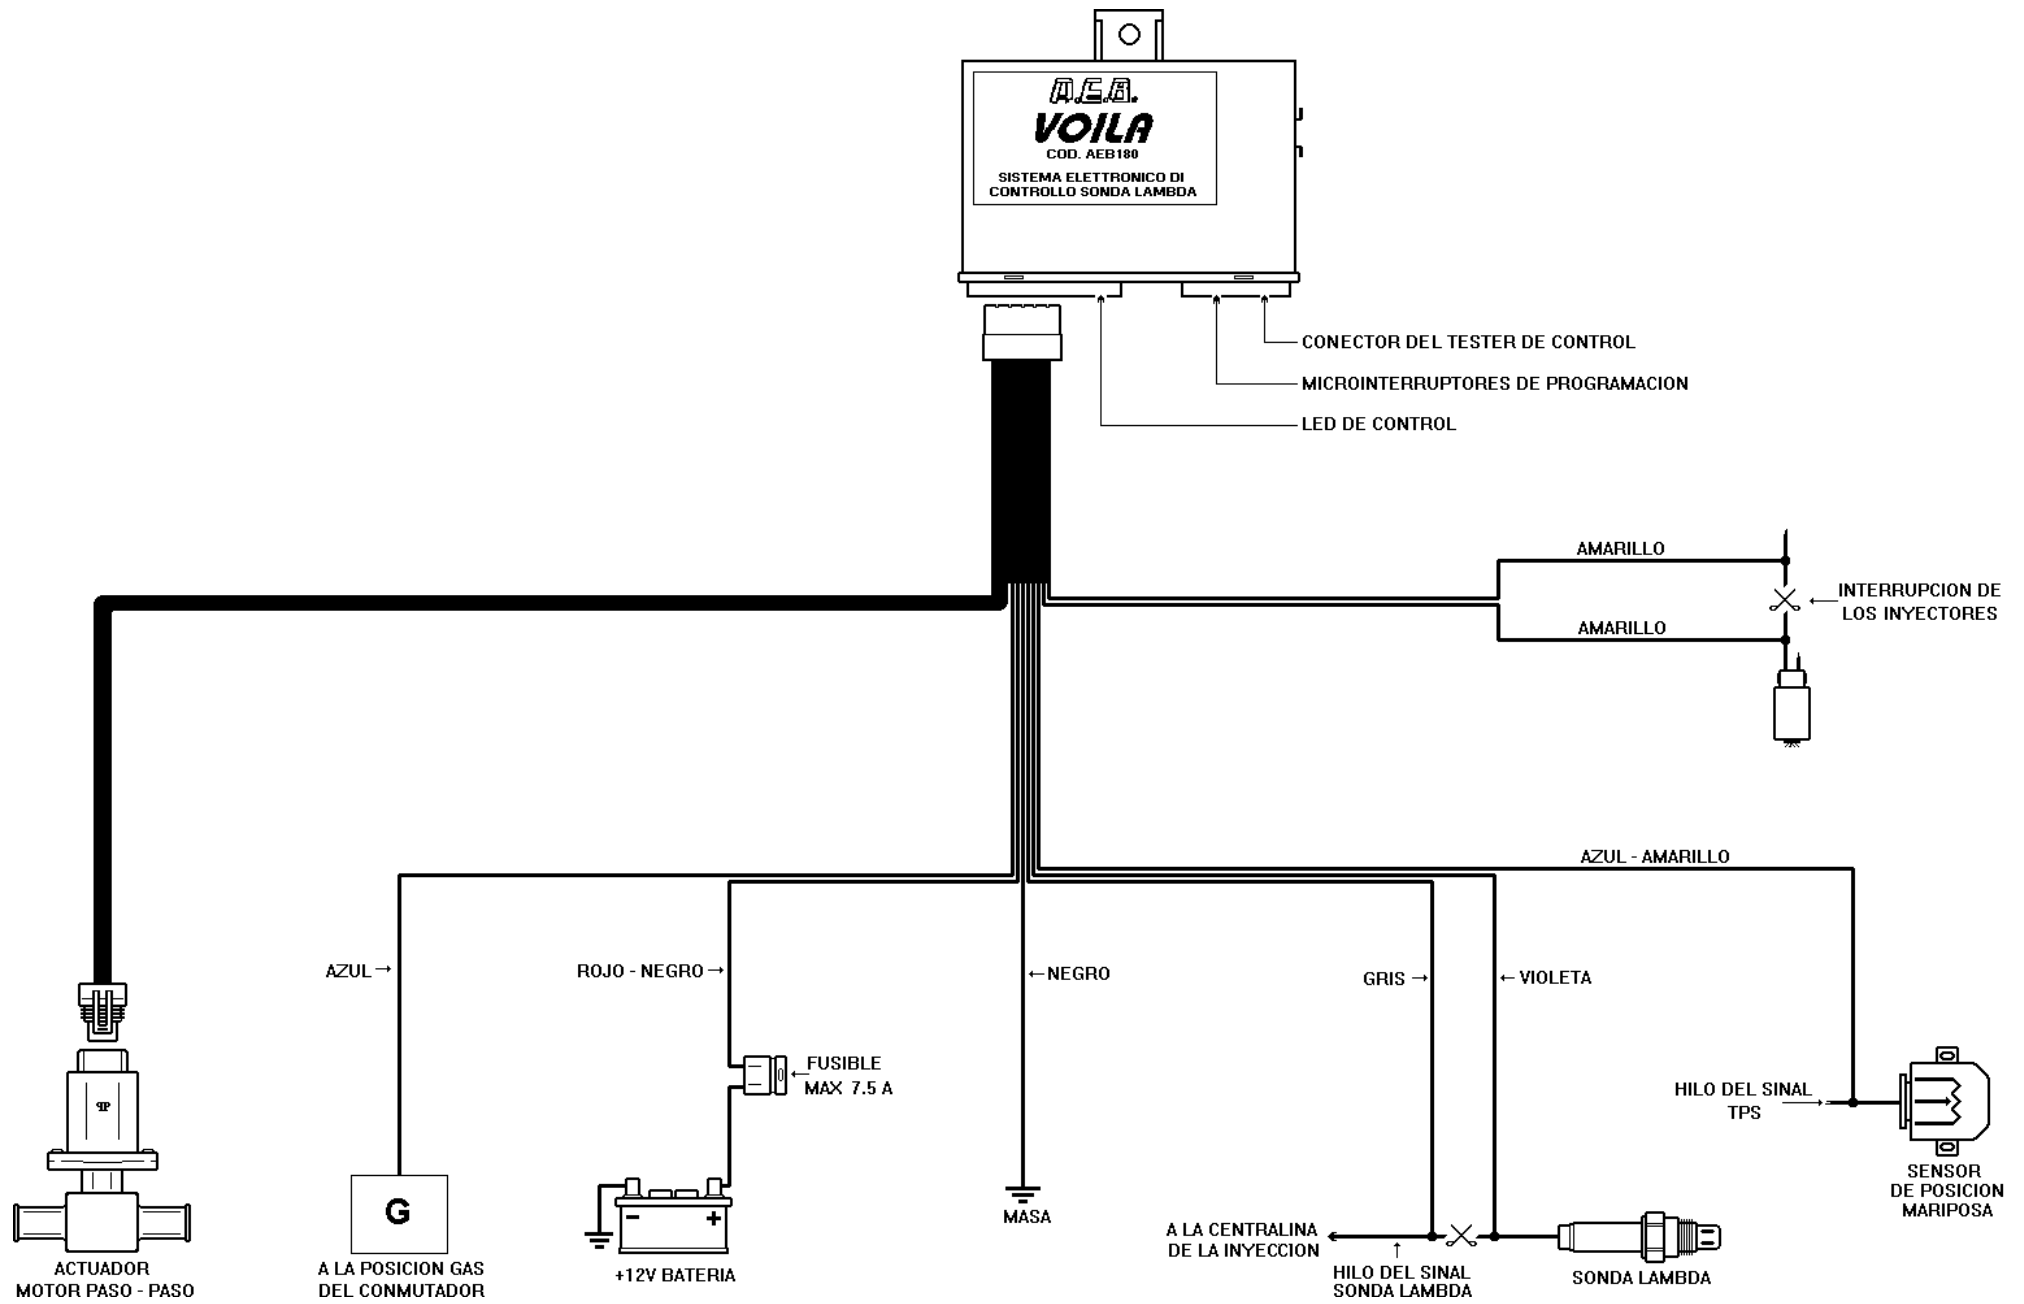 A.E.B.
VOILA
COD. AEB180
SISTEMA ELETTRONICO DI
CONTROLLO SONDA LAMBDA
CONECTOR DEL TESTER DE CONTROL
MICROINTERRUPTORES DE PROGRAMACION
LED DE CONTROL
AMARILLO
INTERRUPCION DE
LOS INYECTORES
AMARILLO
AZUL - AMARILLO
AZUL
ROJO - NEGRO
NEGRO
GRIS
VIOLETA
FUSIBLE
MAX 7.5 A
HILO DEL SINAL
TPS
SENSOR
DE POSICION
MARIPOSA
G
- +
MASA
A LA CENTRALINA
DE LA INYECCION
ACTUADOR
MOTOR PASO - PASO
A LA POSICION GAS
DEL CONMUTADOR
+12V BATERIA
HILO DEL SINAL
SONDA LAMBDA
SONDA LAMBDA